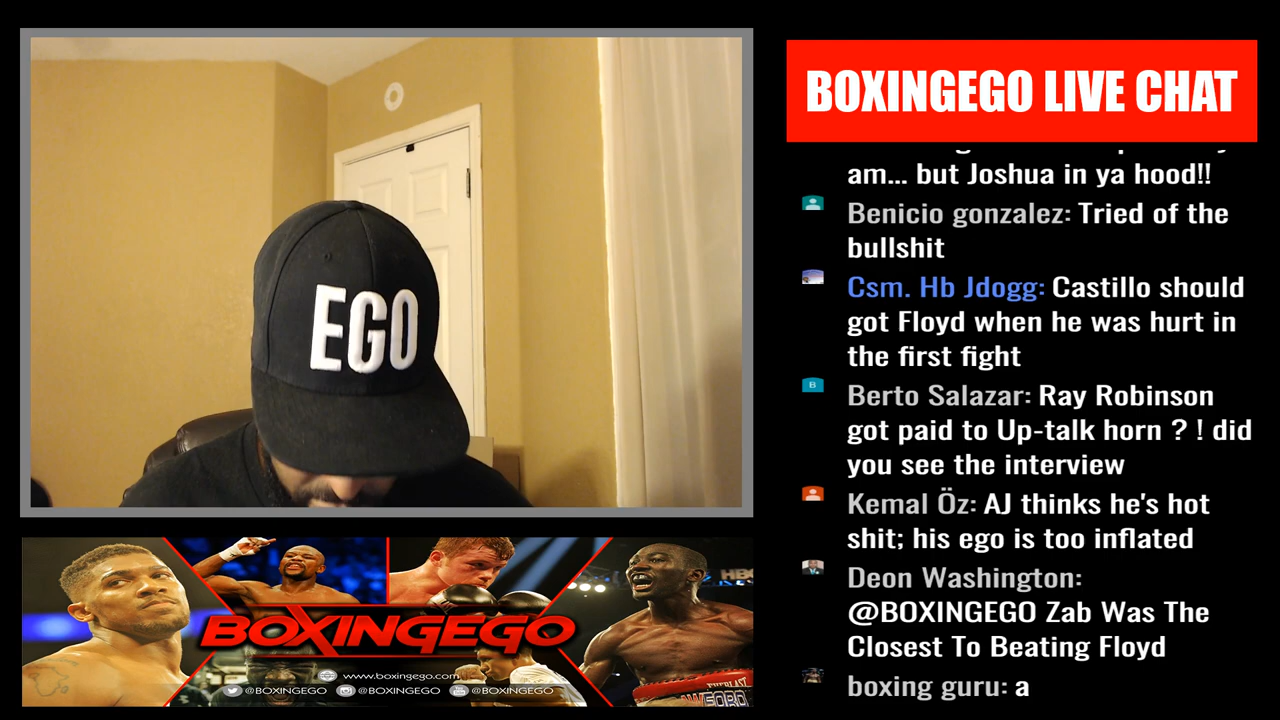 EGO
BOXINGEGO LIVE CHAT
am... but Joshua in ya hood!!
Benicio gonzalez: Tried of the
bullshit
Csm. Hb Jdogg: Castillo should
got Floyd when he was hurt in
the first fight
B
Berto Salazar: Ray Robinson
got paid to Up-talk horn ? ! did
you see the interview
Kemal Öz: AJ thinks he's hot
shit; his ego is too inflated
Deon Washington:
@BOXINGEGO Zab Was The
Closest To Beating Floyd
boxing guru: a
HBO
BOXINGEGO
www.boxingego.com
@BOXINGEGO @BOXINGEGO @BOXINGEGO